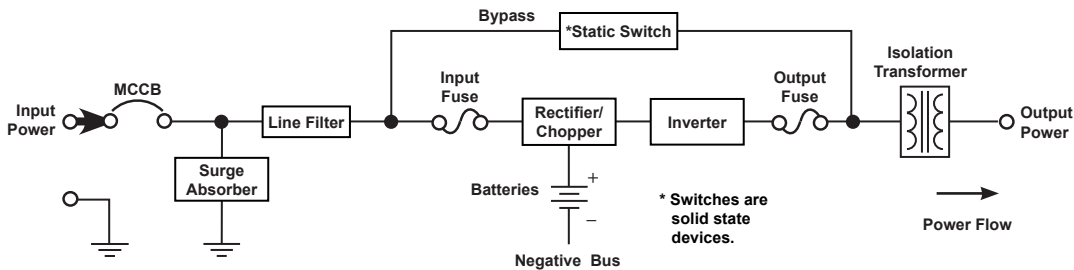 Bypass
*Static Switch
Isolation
Transformer
MCCB
Input
Fuse
Output
Fuse
Input
Power
Line Filter
Rectifier/
Chopper
Inverter
Output
Power
Surge
Absorber
Batteries
+
–
* Switches are
solid state
devices.
Power Flow
Negative Bus